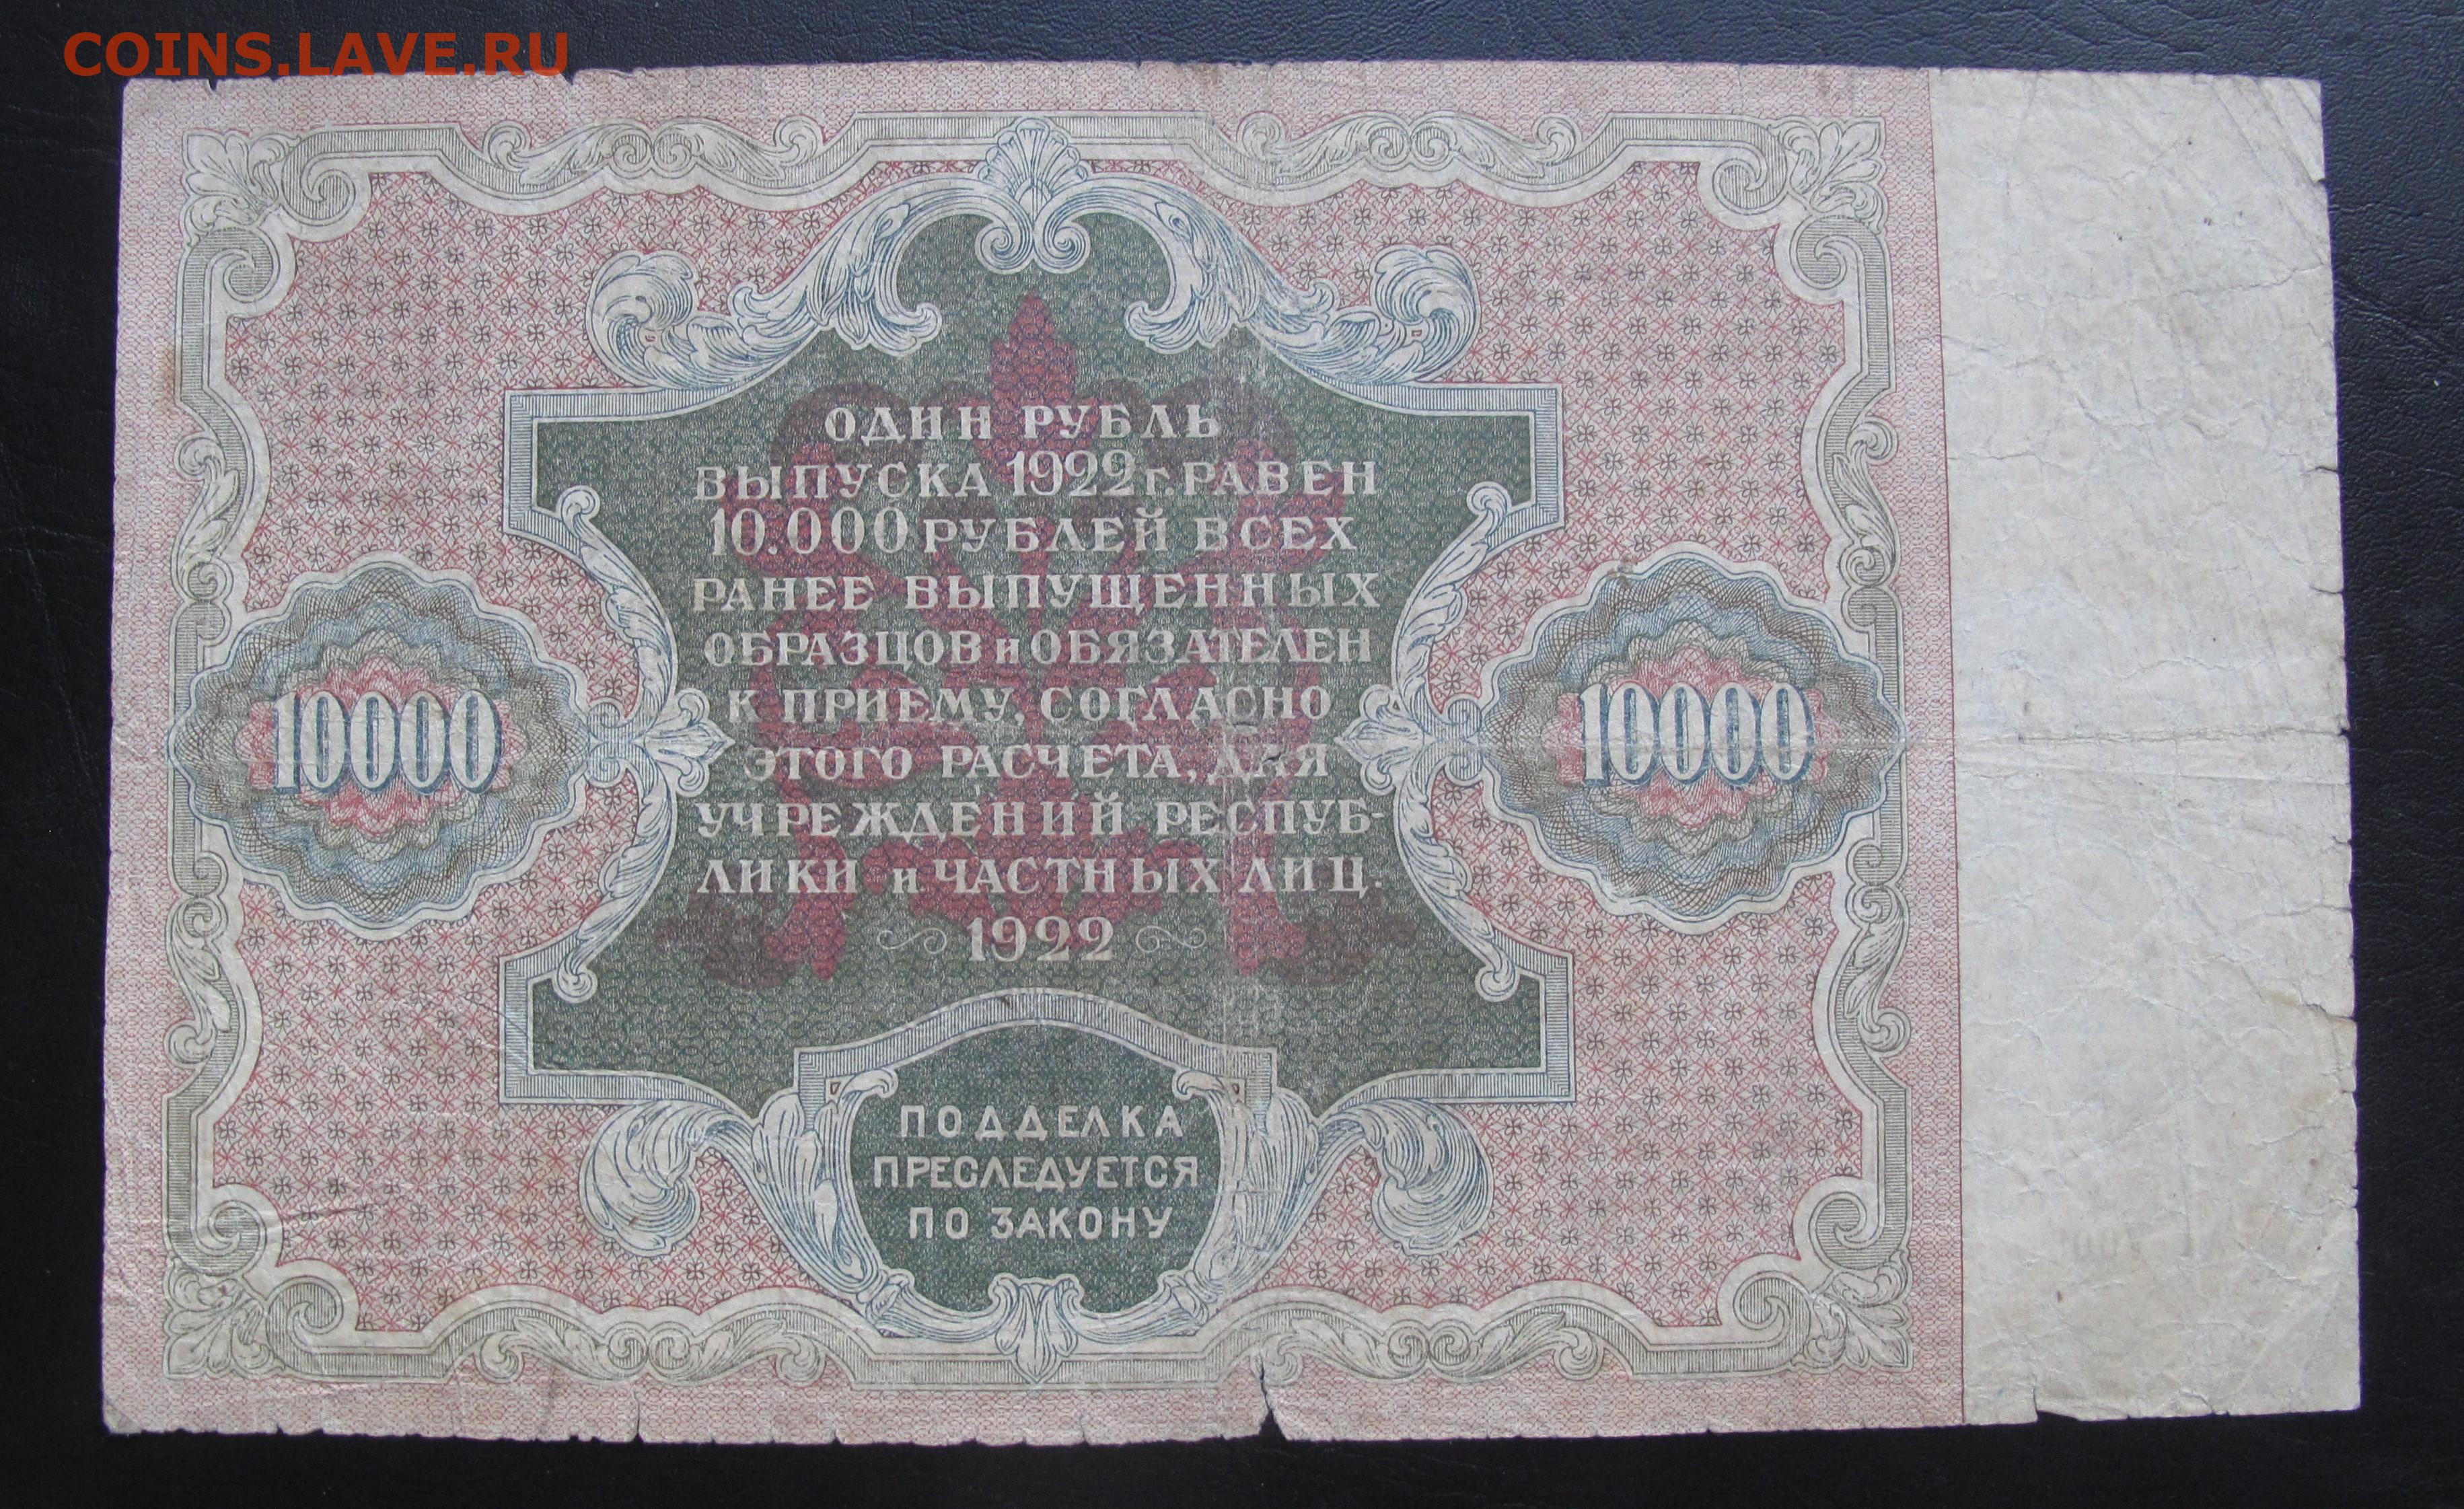 COINS.LAVE.RU
ОДИН РУБЛЬ
ВЫПУСКА 1922 г. РАВЕН
10.000 РУБЛЕЙ ВСЕХ
РАНЕЕ ВЫПУЩЕННЫХ
ОБРАЗЦОВ и ОБЯЗАТЕЛЕН
К ПРИЕМУ, СОГЛАСНО
ЭТОГО РАСЧЕТА, ДЛЯ
УЧРЕЖДЕНИЙ РЕСПУБ-
ЛИКИ и ЧАСТНЫХ ЛИЦ.
1922
10000
10000
ПОДДЕЛКА
ПРЕСЛЕДУЕТСЯ
ПО ЗАКОНУ